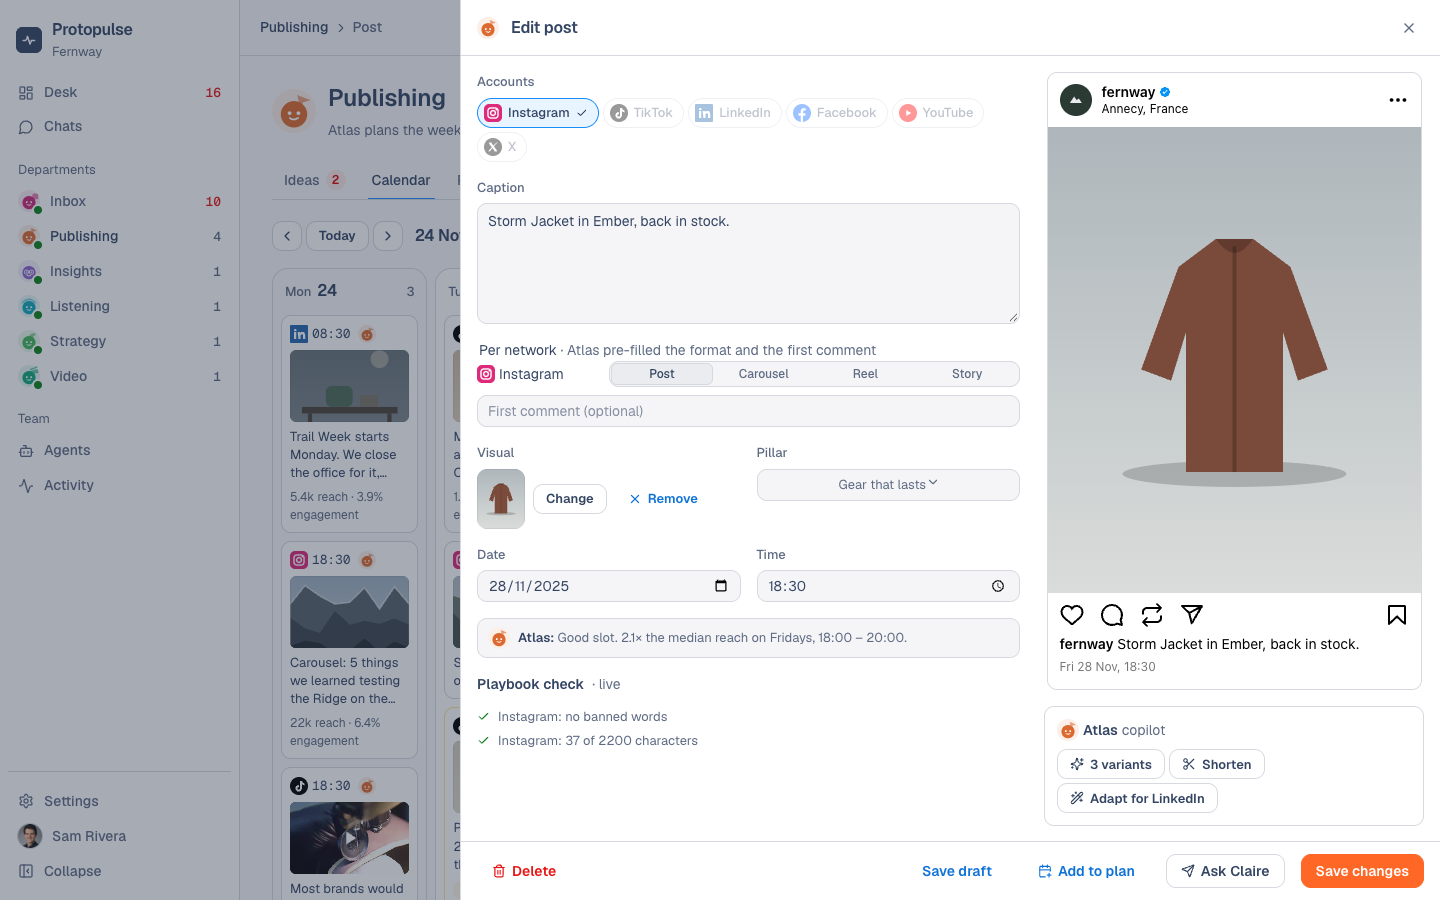 Protopulse
Fernway
Desk 16
Chats
Departments
Inbox 10
Publishing 4
Insights 1
Listening 1
Strategy 1
Video 1
Team
Agents
Activity
Settings
Sam Rivera
Collapse
Publishing > Post
Publishing
Atlas plans the week
Ideas 2 Calendar
Today 24 No
Mon 24 3
in 08:30
Trail Week starts
Monday. We close
the office for it,...
5.4k reach · 3.9%
engagement
18:30
Carousel: 5 things
we learned testing
the Ridge on the...
22k reach · 6.4%
engagement
18:30
Most brands would
Edit post
Accounts
Instagram TikTok LinkedIn Facebook YouTube
X
Caption
Storm Jacket in Ember, back in stock.
Per network · Atlas pre-filled the format and the first comment
Instagram Post Carousel Reel Story
First comment (optional)
Visual
Change Remove
Pillar
Gear that lasts
Date
28/11/2025
Time
18:30
Atlas: Good slot. 2.1× the median reach on Fridays, 18:00 – 20:00.
Playbook check · live
Instagram: no banned words
Instagram: 37 of 2200 characters
fernway
Annecy, France
fernway Storm Jacket in Ember, back in stock.
Fri 28 Nov, 18:30
Atlas copilot
3 variants Shorten
Adapt for LinkedIn
Delete Save draft Add to plan Ask Claire Save changes